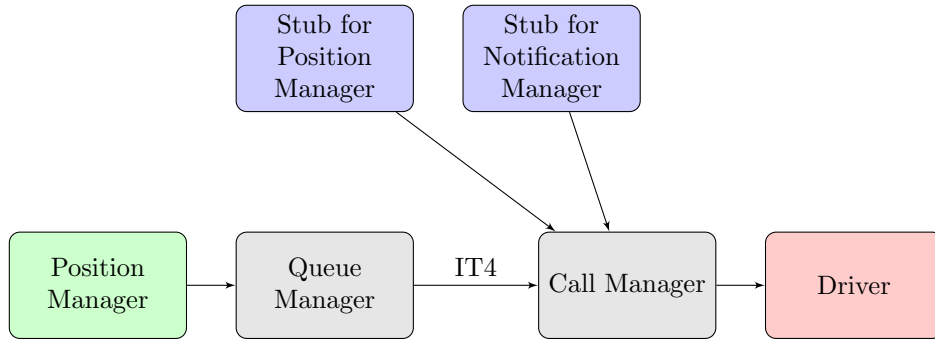 Stub for
Position
Manager
Stub for
Notification
Manager
Position
Manager
Queue
Manager
IT4
Call Manager
Driver